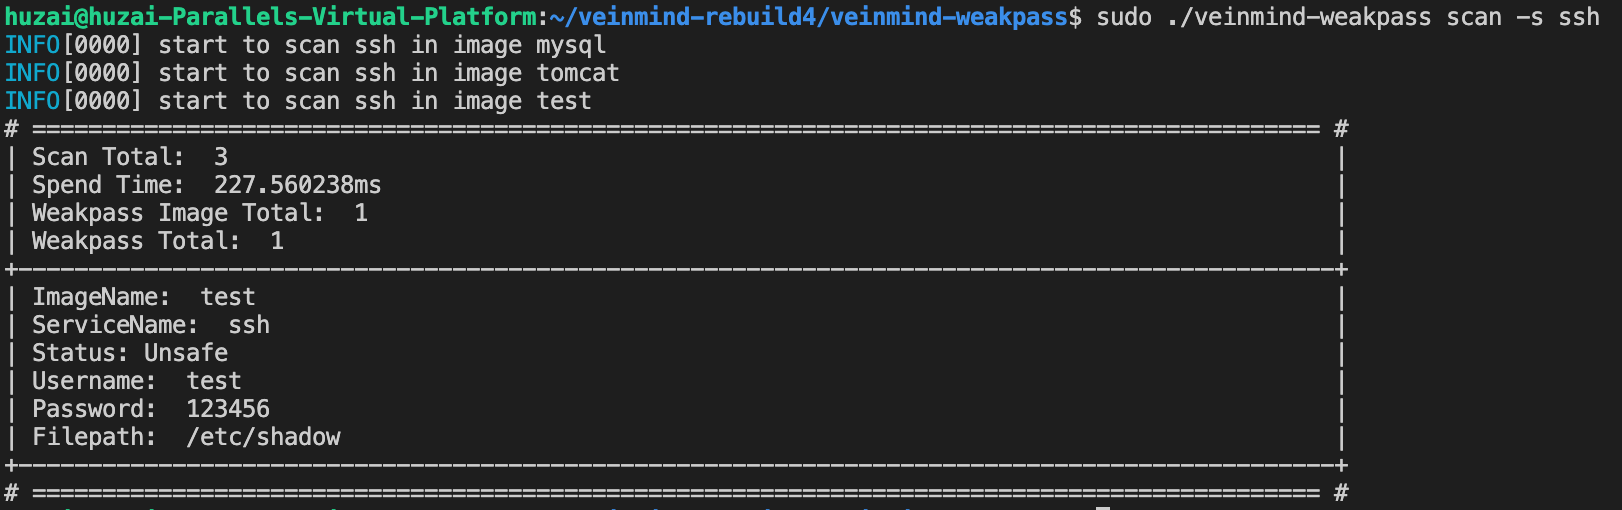 huzai@huzai-Parallels-Virtual-Platform:~/veinmind-rebuild4/veinmind-weakpass$ sudo ./veinmind-weakpass scan -s ssh
INFO[0000] start to scan ssh in image mysql
INFO[0000] start to scan ssh in image tomcat
INFO[0000] start to scan ssh in image test
# ============================================================================================ #
| Scan Total:  3 |
| Spend Time:  227.560238ms |
| Weakpass Image Total:  1 |
| Weakpass Total:  1 |
+----------------------------------------------------------------------------------------------+
| ImageName:  test |
| ServiceName:  ssh |
| Status: Unsafe |
| Username:  test |
| Password:  123456 |
| Filepath:  /etc/shadow |
+----------------------------------------------------------------------------------------------+
# ============================================================================================ #